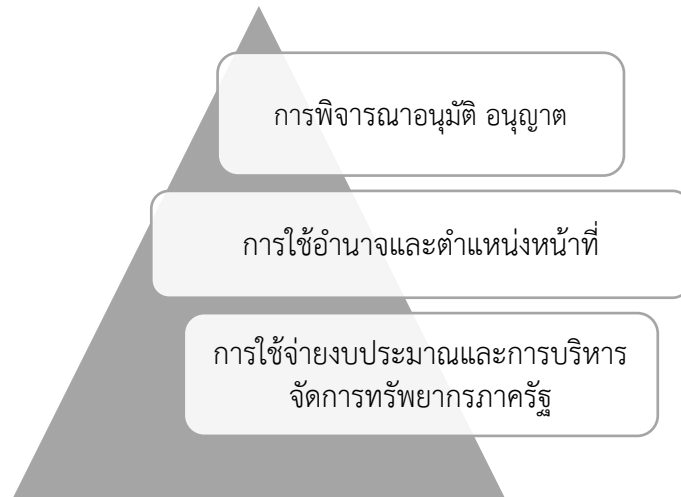 การพิจารณาอนุมัติ อนุญาต
การใช้อำนาจและตำแหน่งหน้าที่
การใช้จ่ายงบประมาณและการบริหาร
จัดการทรัพยากรภาครัฐ